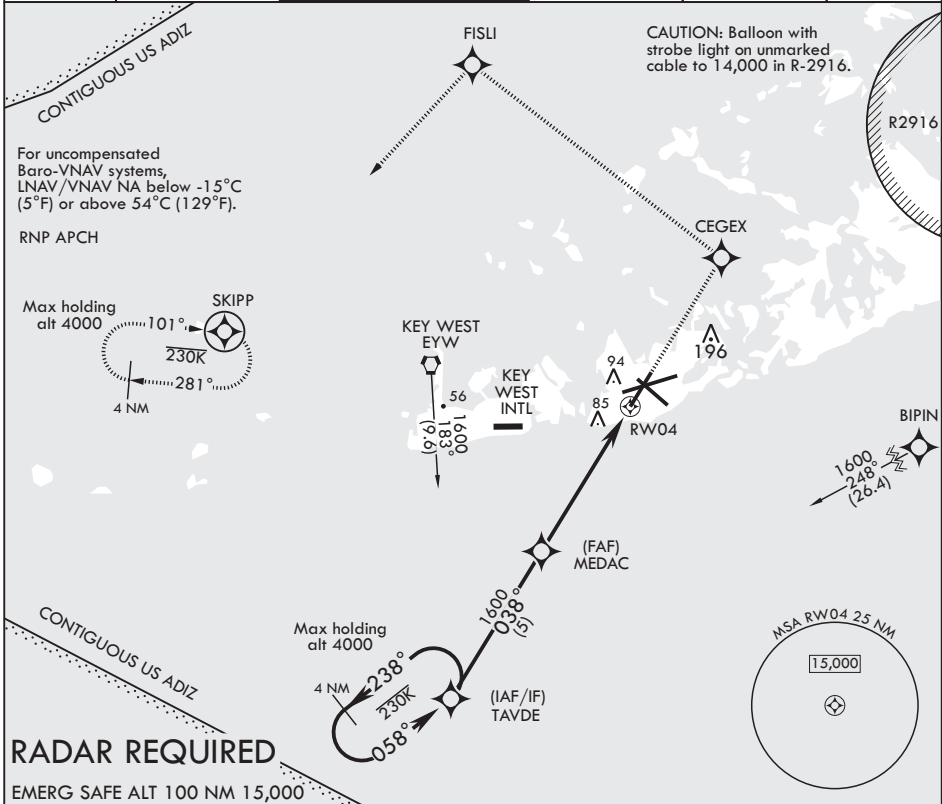 FISLI
CAUTION: Balloon with
strobe light on unmarked
cable to 14,000 in R-2916.
CONTIGUOUS US ADIZ
R2916
For uncompensated
Baro-VNAV systems,
LNAV/VNAV NA below -15°C
(5°F) or above 54°C (129°F).
RNP APCH
CEGEX
Max holding
alt 4000
SKIPP
101°
230K
281°
4 NM
KEY WEST
EYW
56
1600
183°
(9.6)
KEY
WEST
INTL
94
85
196
RW04
BIPIN
1600
248°
(26.4)
(FAF)
MEDAC
1600
038°
(5)
CONTIGUOUS US ADIZ
Max holding
alt 4000
238°
4 NM
230K
058°
(IAF/IF)
TAVDE
MSA RW04 25 NM
15,000
RADAR REQUIRED
EMERG SAFE ALT 100 NM 15,000